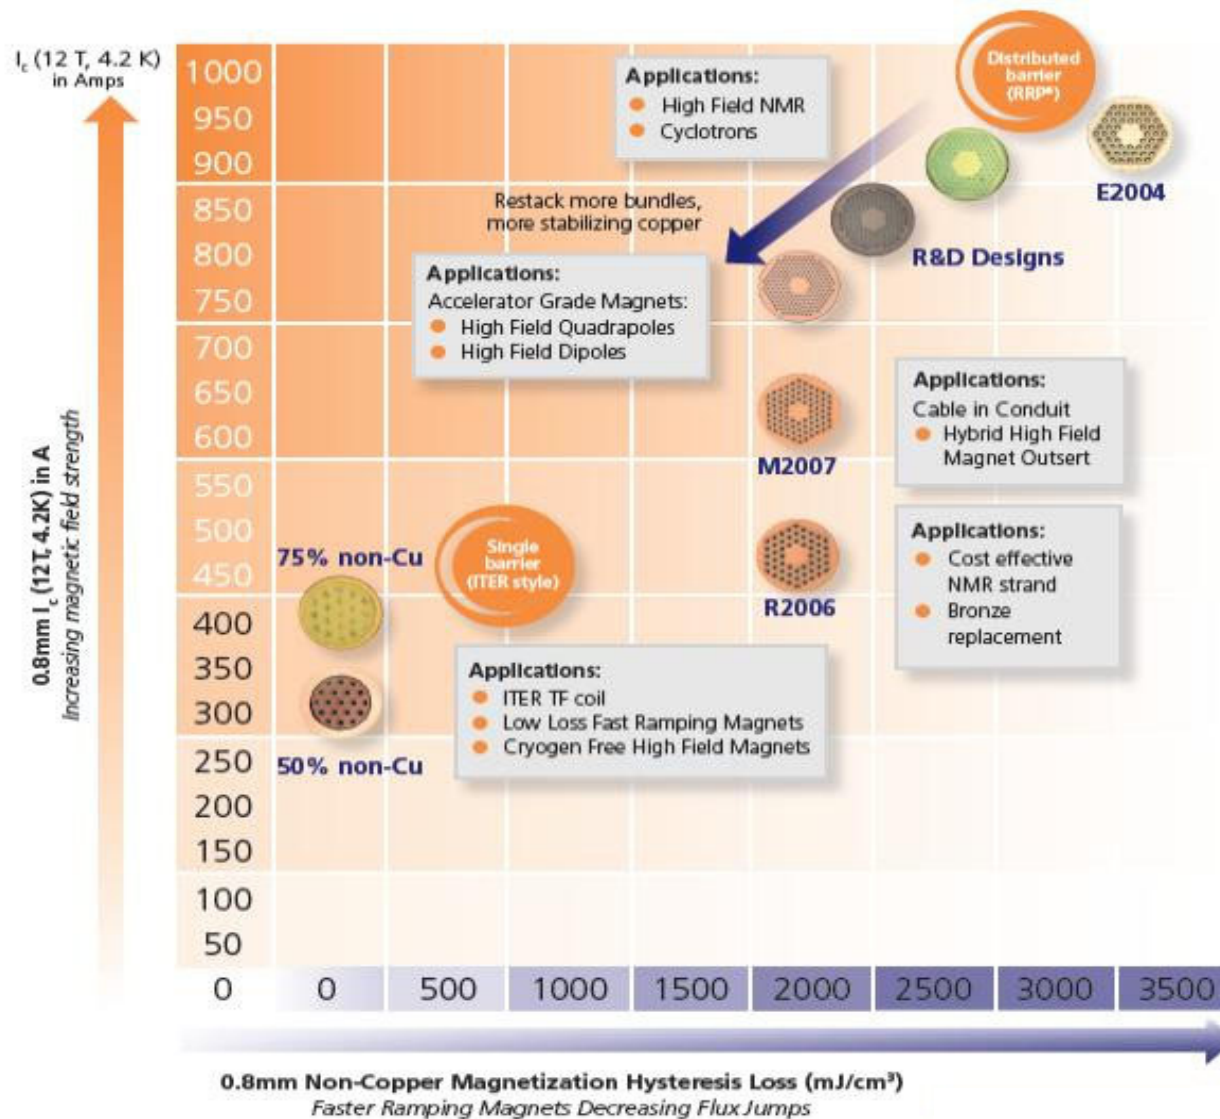 I_c (12 T, 4.2 K)
in Amps
1000
950
900
850
800
750
700
650
600
550
500
450
400
350
300
250
200
150
100
50
0
0.8mm I_c (12T, 4.2K) in A
Increasing magnetic field strength
Applications:
High Field NMR
Cyclotrons
Distributed
barrier
(RRP®)
E2004
Restack more bundles,
more stabilizing copper
R&D Designs
Applications:
Accelerator Grade Magnets:
High Field Quadrapoles
High Field Dipoles
M2007
Applications:
Cable in Conduit
Hybrid High Field
Magnet Outsert
75% non-Cu
Single
barrier
(ITER style)
R2006
Applications:
Cost effective
NMR strand
Bronze
replacement
50% non-Cu
Applications:
ITER TF coil
Low Loss Fast Ramping Magnets
Cryogen Free High Field Magnets
0 500 1000 1500 2000 2500 3000 3500
0.8mm Non-Copper Magnetization Hysteresis Loss (mJ/cm³)
Faster Ramping Magnets Decreasing Flux Jumps